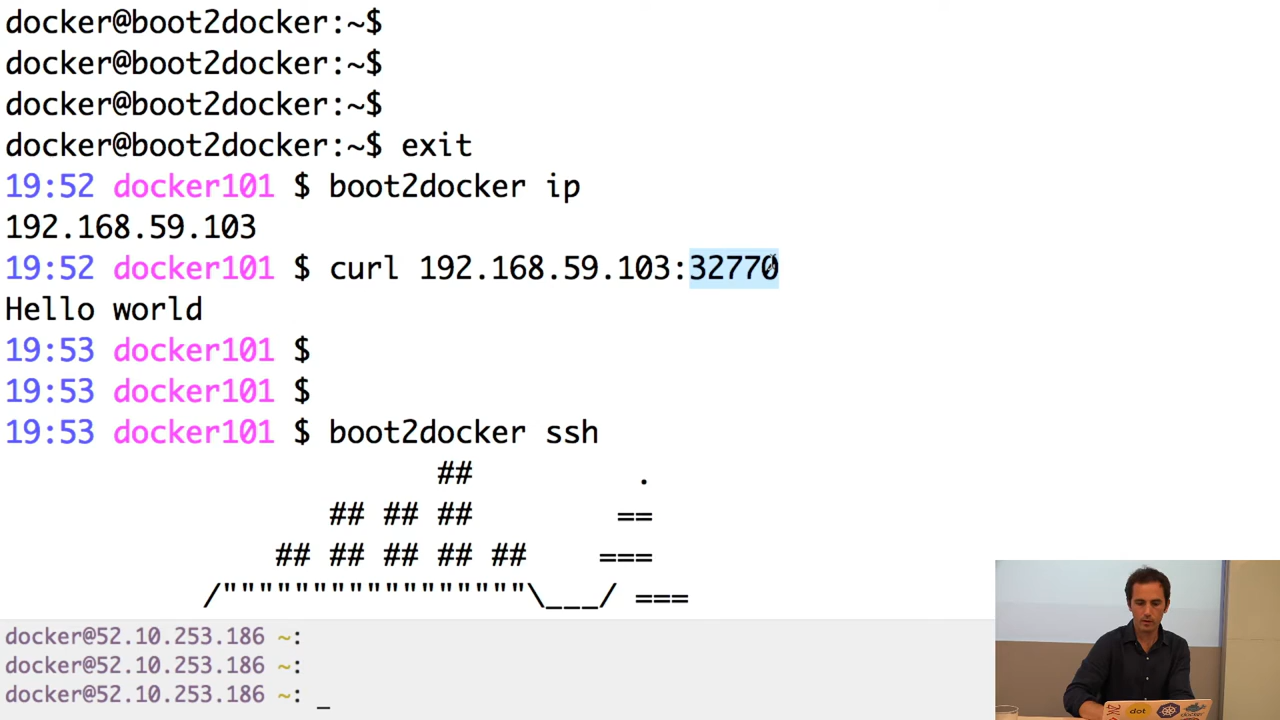 docker@boot2docker:~$
docker@boot2docker:~$
docker@boot2docker:~$
docker@boot2docker:~$ exit
19:52 docker101 $ boot2docker ip
192.168.59.103
19:52 docker101 $ curl 192.168.59.103:32770
Hello world
19:53 docker101 $
19:53 docker101 $
19:53 docker101 $ boot2docker ssh
##         .
## ## ##        ==
## ## ## ## ##    ===
/"""""""""""""""""\___/ ===
docker@52.10.253.186 ~:
docker@52.10.253.186 ~:
docker@52.10.253.186 ~: _
dot